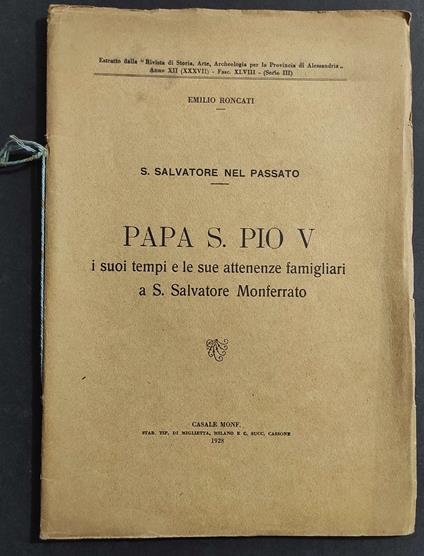 Estratto dalla "Rivista di Storia, Arte, Archeologia per la Provincia di Alessandria„
Anno XII (XXXVII) - Fasc. XLVIII - (Serie III)
EMILIO RONCATI
S. SALVATORE NEL PASSATO
PAPA S. PIO V
i suoi tempi e le sue attenenze famigliari
a S. Salvatore Monferrato
CASALE MONF.
STAB. TIP. DI MIGLIETTA, MILANO E C. SUCC. CASSONE
1928